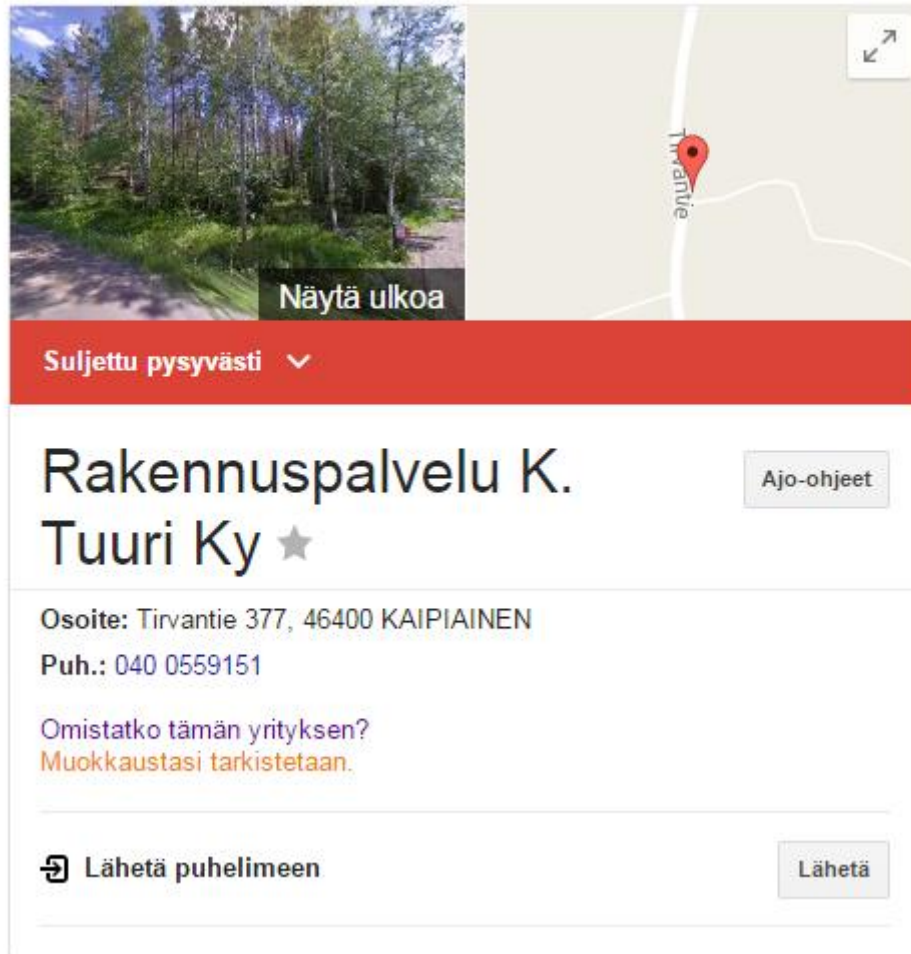 Näytä ulkoa
Tirvantie
Suljettu pysyvästi
Rakennuspalvelu K.
Tuuri Ky
Ajo-ohjeet
Osoite: Tirvantie 377, 46400 KAIPIAINEN
Puh.: 040 0559151
Omistatko tämän yrityksen?
Muokkaustasi tarkistetaan.
Lähetä puhelimeen
Lähetä